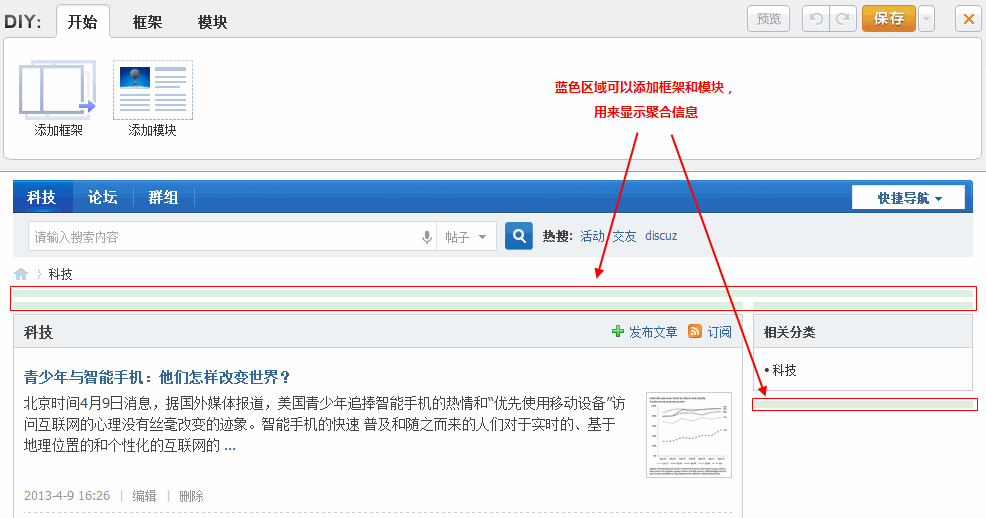 DIY: 开始 框架 模块 预览 保存
添加框架 添加模块
蓝色区域可以添加框架和模块，
用来显示聚合信息
科技 论坛 群组 快捷导航
请输入搜索内容 帖子 热搜: 活动 交友 discuz
科技
科技 发布文章 订阅 相关分类
青少年与智能手机：他们怎样改变世界？
• 科技
北京时间4月9日消息，据国外媒体报道，美国青少年追捧智能手机的热情和“优先使用移动设备”访
问互联网的心理没有丝毫改变的迹象。智能手机的快速 普及和随之而来的人们对于实时的、基于
地理位置的和个性化的互联网的 ...
2013-4-9 16:26 | 编辑 | 删除